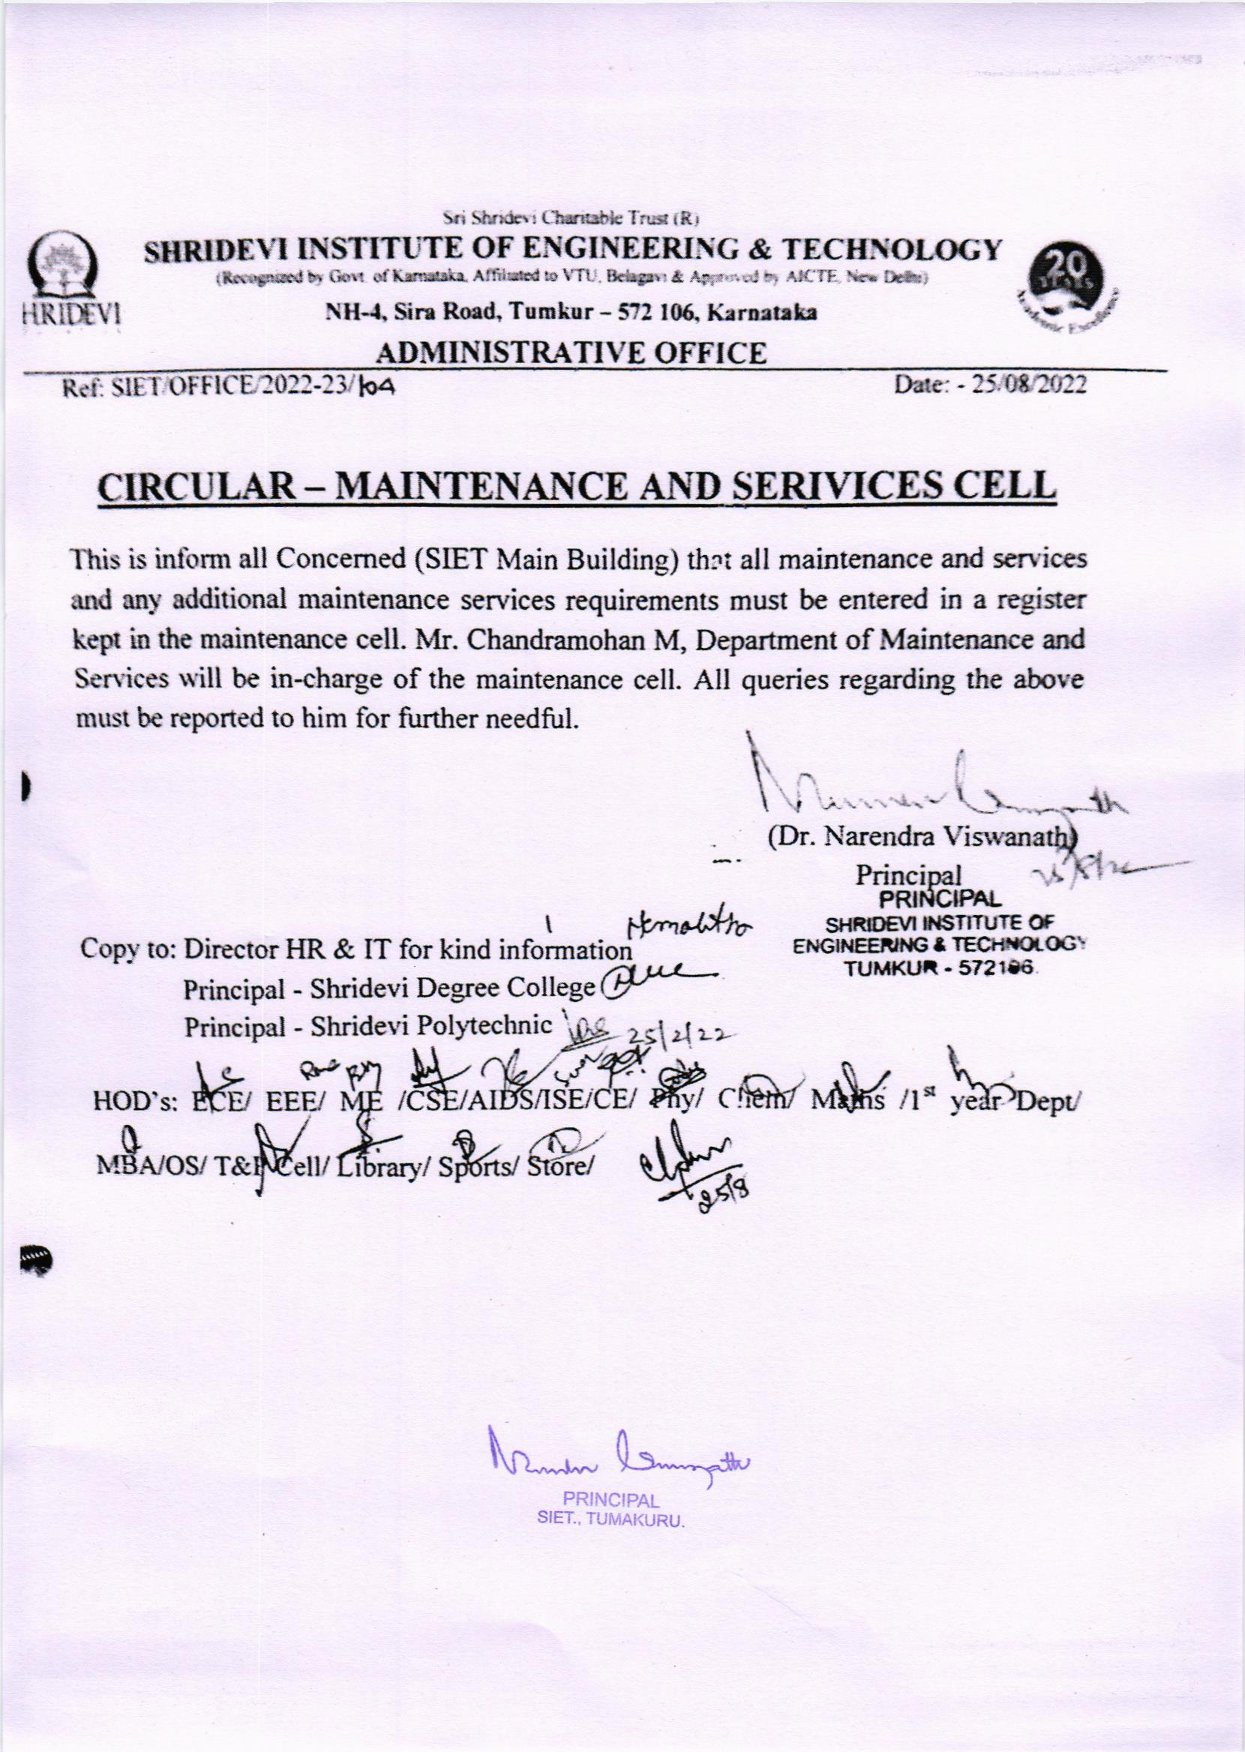 Sri Shridevi Charitable Trust (R)
SHRIDEVI INSTITUTE OF ENGINEERING & TECHNOLOGY
(Recognized by Govt. of Karnataka, Affiliated to VTU, Belagavi & Approved by AICTE, New Delhi)
HRIDEVI
20
YEARS
Academic Excellence
NH-4, Sira Road, Tumkur – 572 106, Karnataka
ADMINISTRATIVE OFFICE
Ref: SIET/OFFICE/2022-23/104
Date: - 25/08/2022
CIRCULAR – MAINTENANCE AND SERIVICES CELL
This is inform all Concerned (SIET Main Building) that all maintenance and services
and any additional maintenance services requirements must be entered in a register
kept in the maintenance cell. Mr. Chandramohan M, Department of Maintenance and
Services will be in-charge of the maintenance cell. All queries regarding the above
must be reported to him for further needful.
(Dr. Narendra Viswanath)
Principal
PRINCIPAL
SHRIDEVI INSTITUTE OF
ENGINEERING & TECHNOLOGY
TUMKUR - 572106.
Copy to: Director HR & IT for kind information
Principal - Shridevi Degree College
Principal - Shridevi Polytechnic 25/2/22
HOD's: ECE/ EEE/ ME /CSE/AIDS/ISE/CE/ Phy/ Chem/ Maths /1st year Dept/
MBA/OS/ T&P Cell/ Library/ Sports/ Store/
25/8
PRINCIPAL
SIET., TUMAKURU.